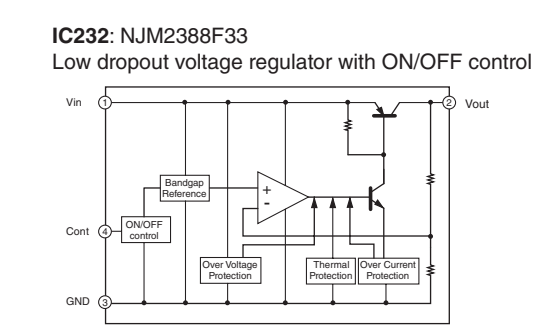 IC232: NJM2388F33
Low dropout voltage regulator with ON/OFF control
Vin 1
2 Vout
Bandgap
Reference
+
-
Cont 4
ON/OFF
control
Over Voltage
Protection
Thermal
Protection
Over Current
Protection
GND 3